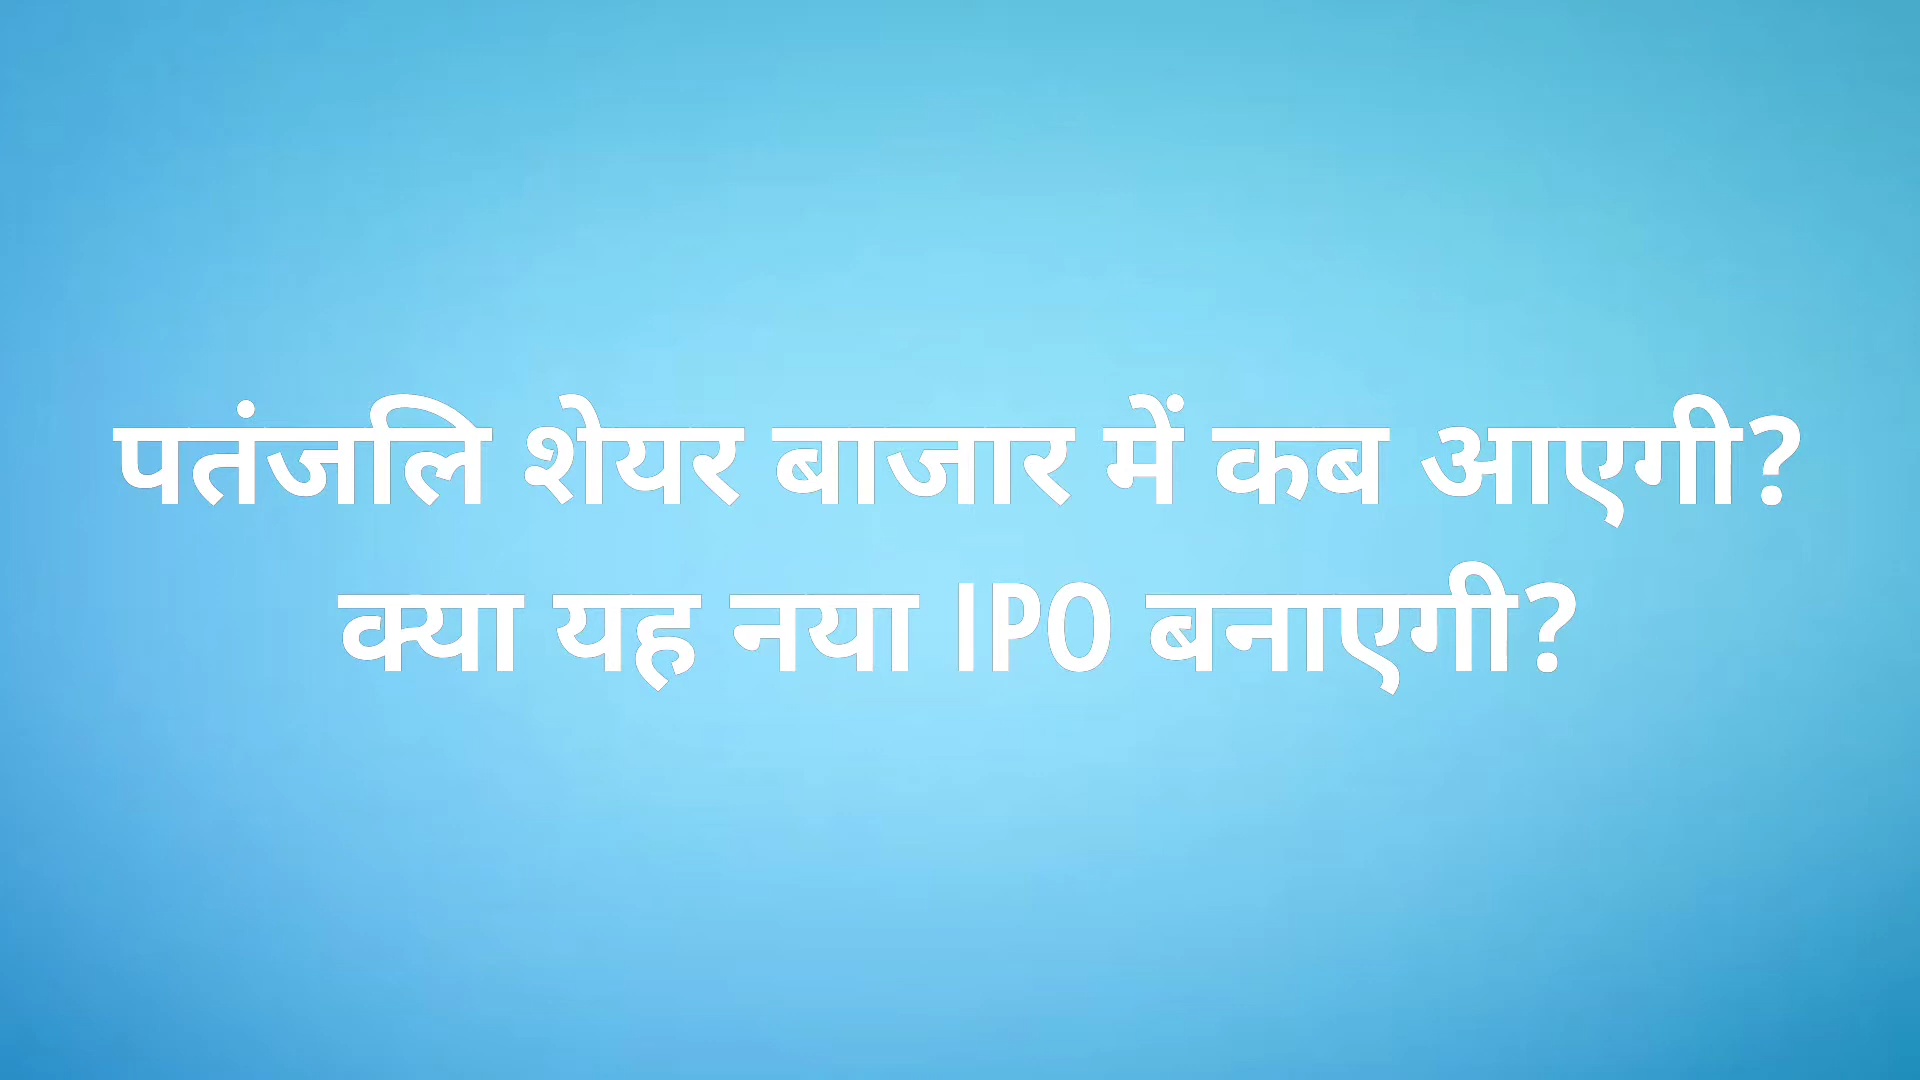 पतंजलि शेयर बाजार में कब आएगी?
क्या यह नया IPO बनाएगी?